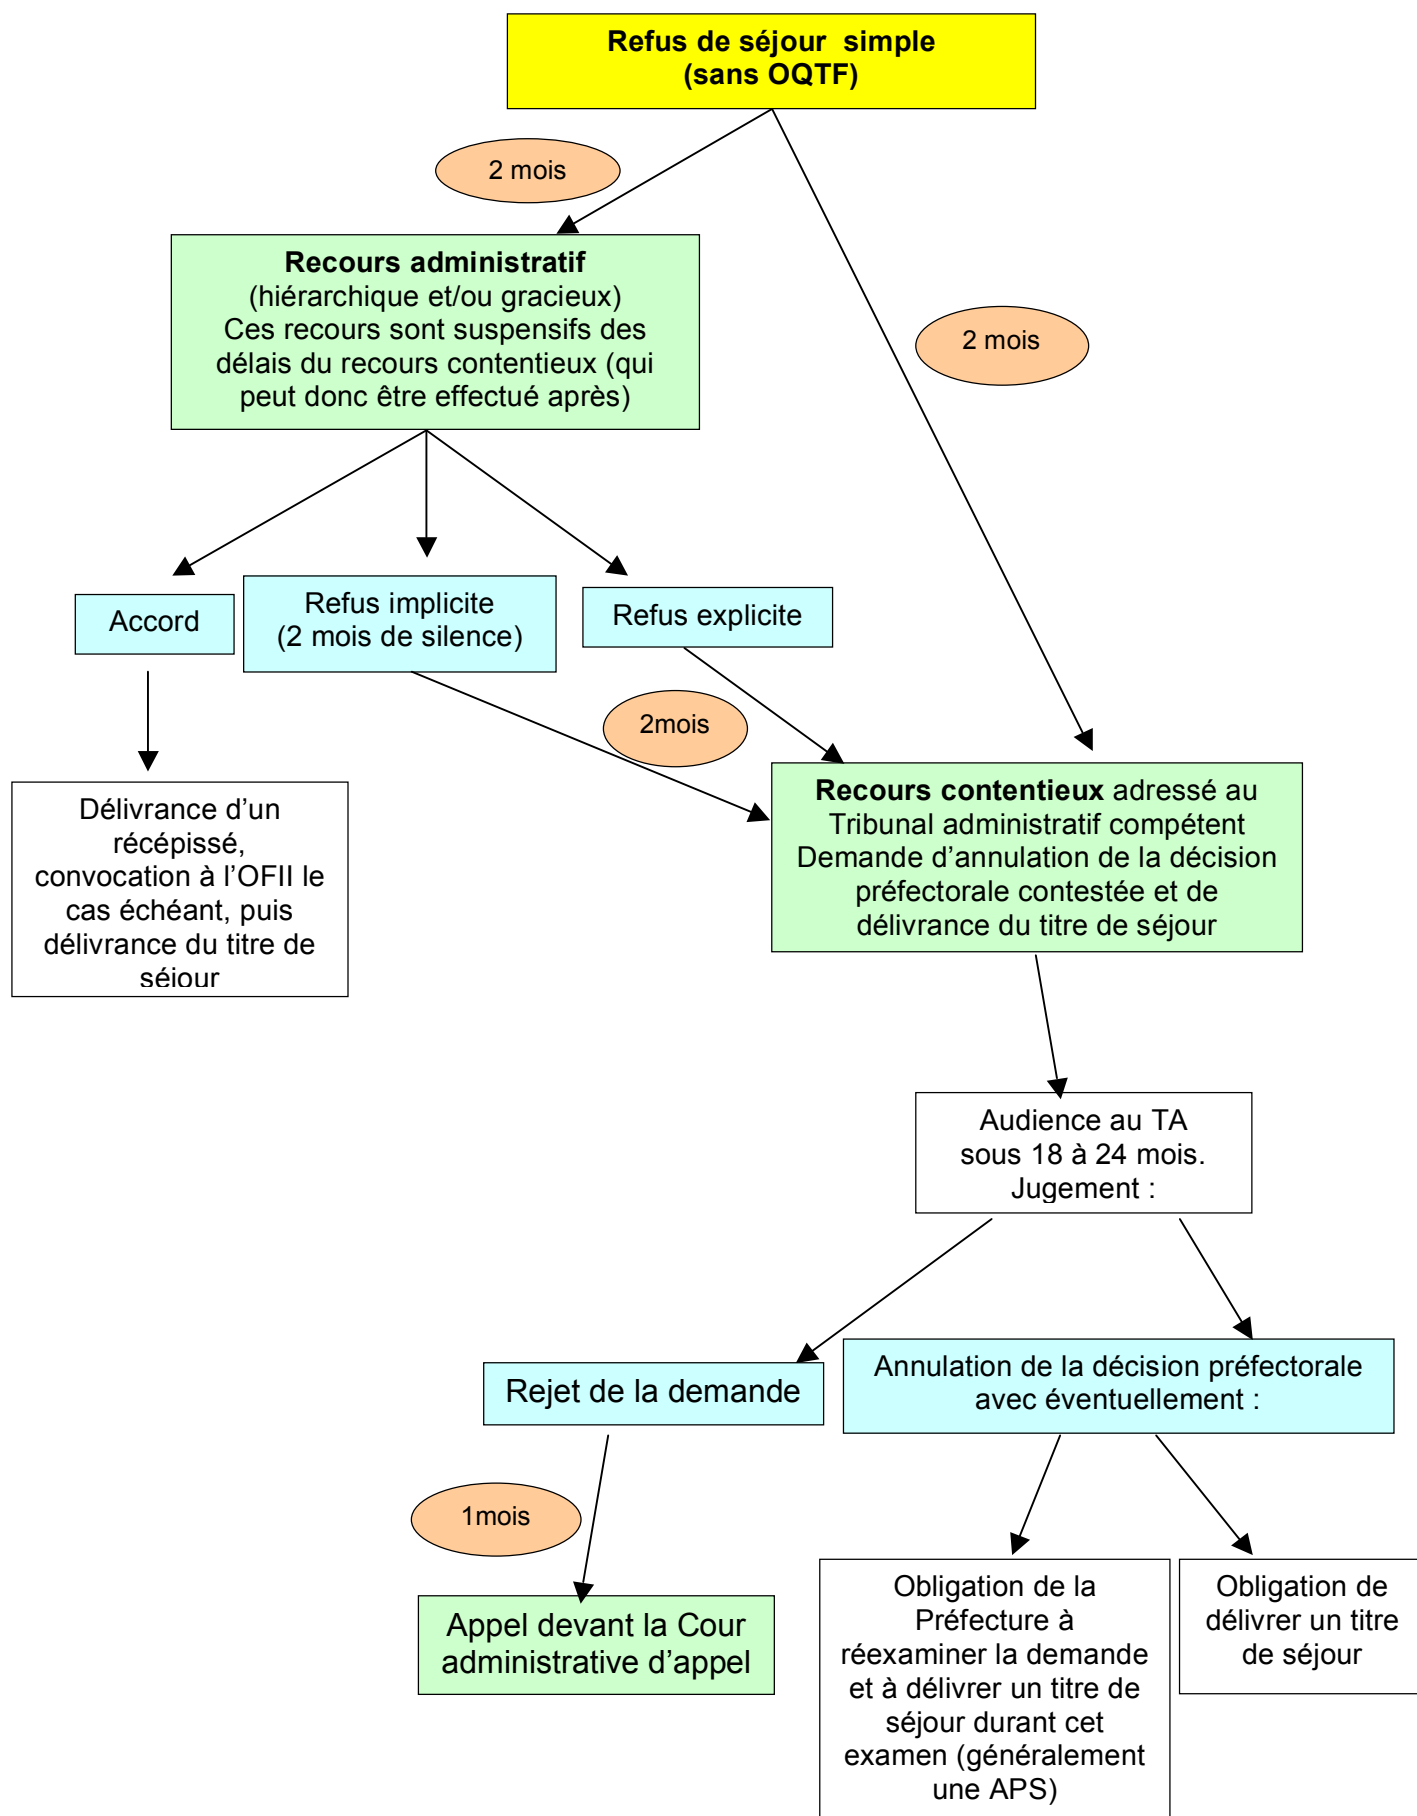 Refus de séjour  simple
(sans OQTF)
2 mois
Recours administratif
(hiérarchique et/ou gracieux)
Ces recours sont suspensifs des
délais du recours contentieux (qui
peut donc être effectué après)
2 mois
Accord
Refus implicite
(2 mois de silence)
Refus explicite
2mois
Délivrance d’un
récépissé,
convocation à l’OFII le
cas échéant, puis
délivrance du titre de
séjour
Recours contentieux adressé au
Tribunal administratif compétent
Demande d’annulation de la décision
préfectorale contestée et de
délivrance du titre de séjour
Audience au TA
sous 18 à 24 mois.
Jugement :
Rejet de la demande
Annulation de la décision préfectorale
avec éventuellement :
1mois
Appel devant la Cour
administrative d’appel
Obligation de la
Préfecture à
réexaminer la demande
et à délivrer un titre de
séjour durant cet
examen (généralement
une APS)
Obligation de
délivrer un titre
de séjour